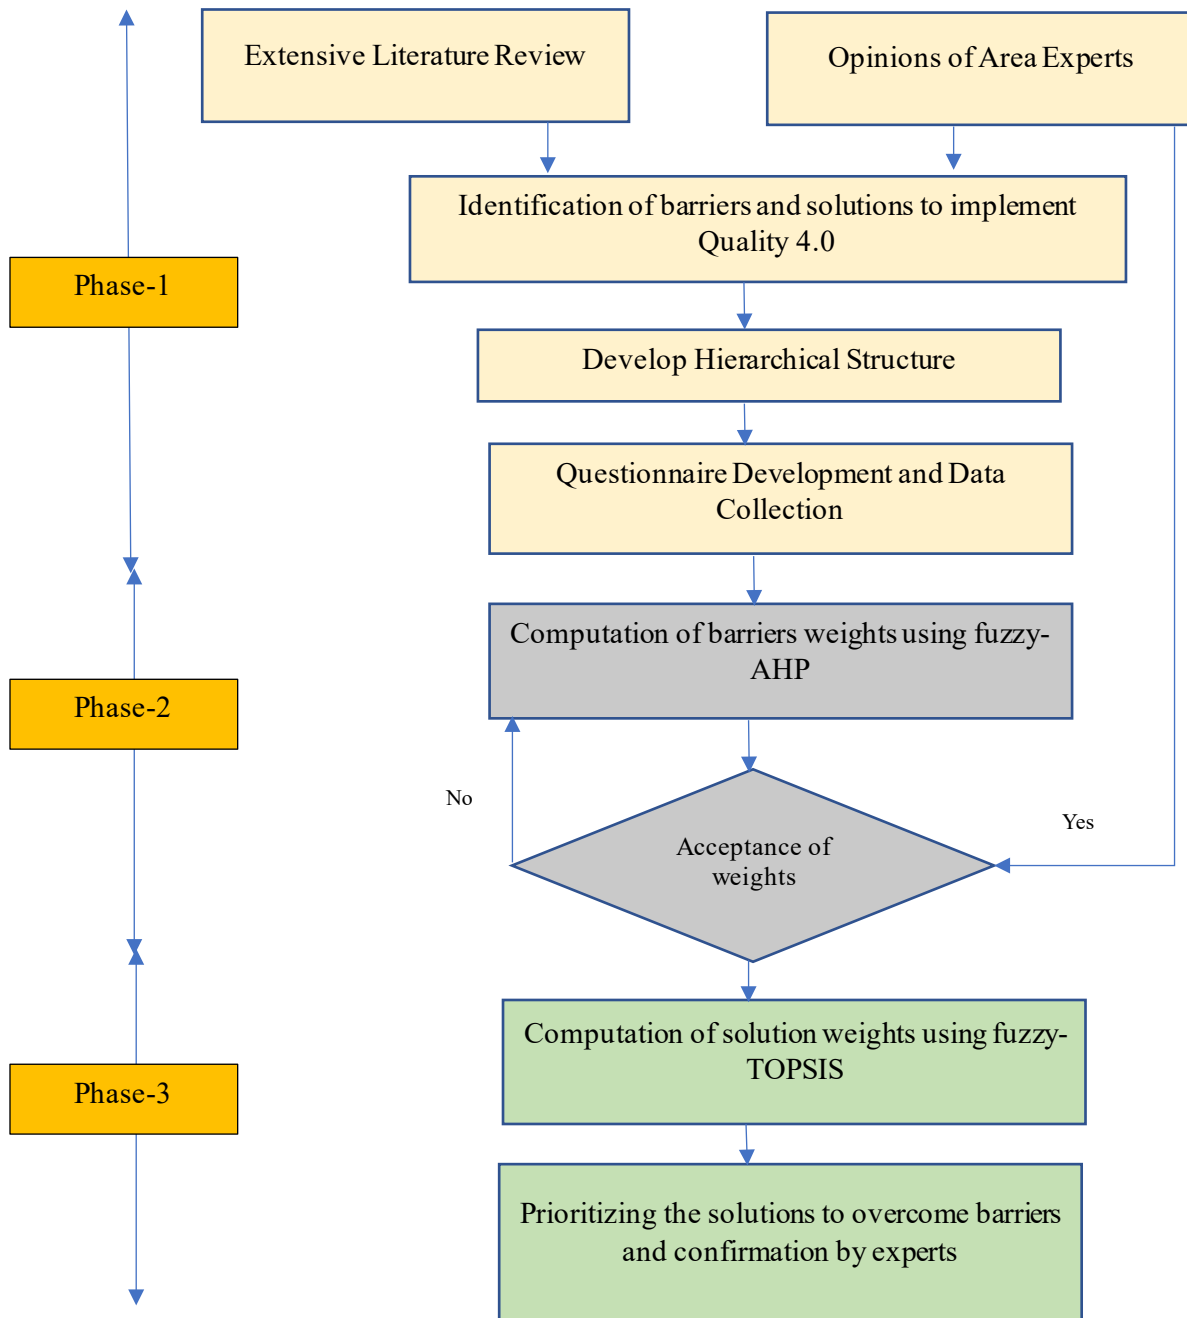 Extensive Literature Review
Opinions of Area Experts
Identification of barriers and solutions to implement
Quality 4.0
Phase-1
Develop Hierarchical Structure
Questionnaire Development and Data
Collection
Computation of barriers weights using fuzzy-
AHP
Phase-2
No
Yes
Acceptance of
weights
Computation of solution weights using fuzzy-
TOPSIS
Phase-3
Prioritizing the solutions to overcome barriers
and confirmation by experts